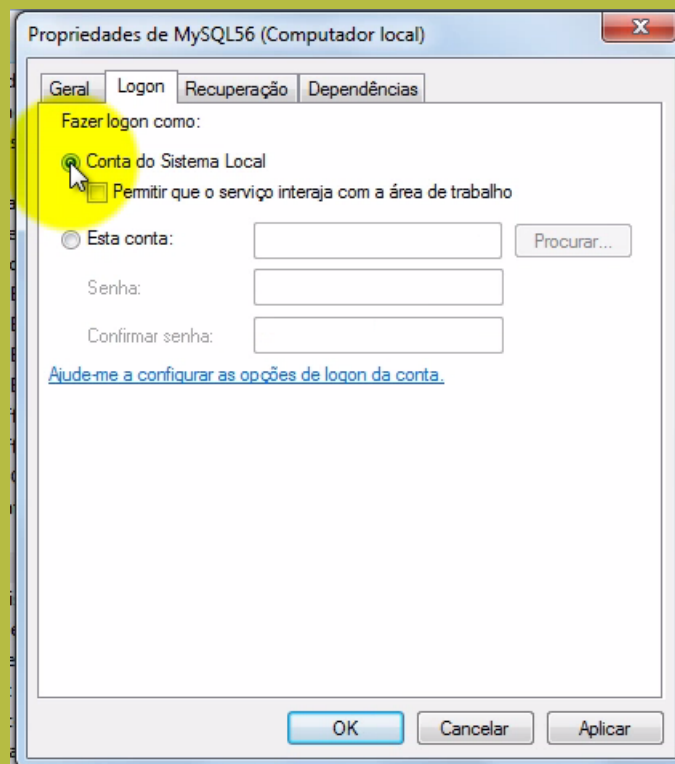 Propriedades de MySQL56 (Computador local)
Geral Logon Recuperação Dependências
Fazer logon como:
Conta do Sistema Local
Permitir que o serviço interaja com a área de trabalho
Esta conta:
Procurar...
Senha:
Confirmar senha:
Ajude-me a configurar as opções de logon da conta.
OK Cancelar Aplicar